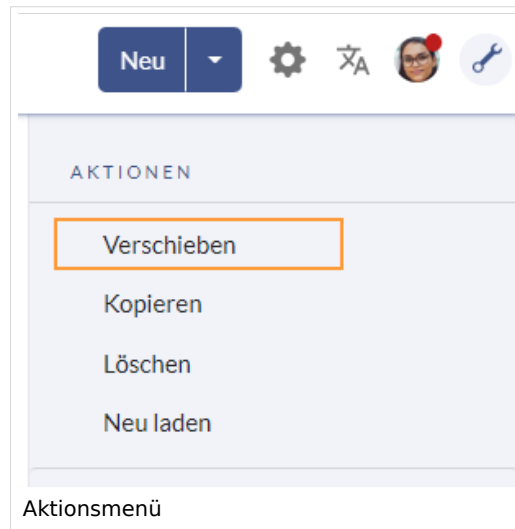 Neu
AKTIONEN
Verschieben
Kopieren
Löschen
Neu laden
Aktionsmenü